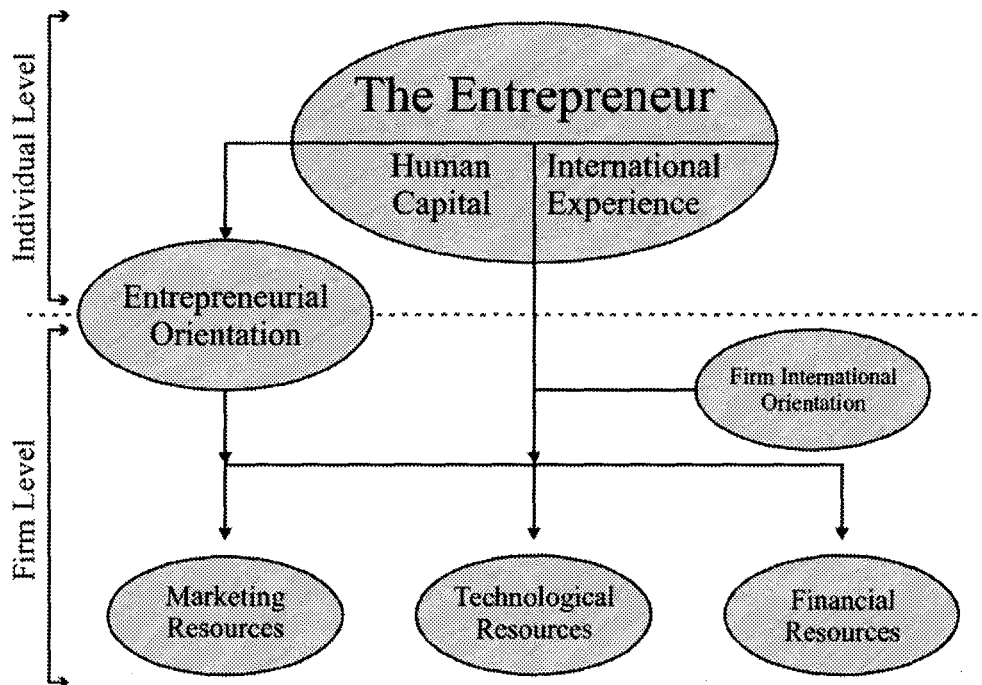 Individual Level
The Entrepreneur
Human
Capital
International
Experience
Entrepreneurial
Orientation
Firm International
Orientation
Firm Level
Marketing
Resources
Technological
Resources
Financial
Resources